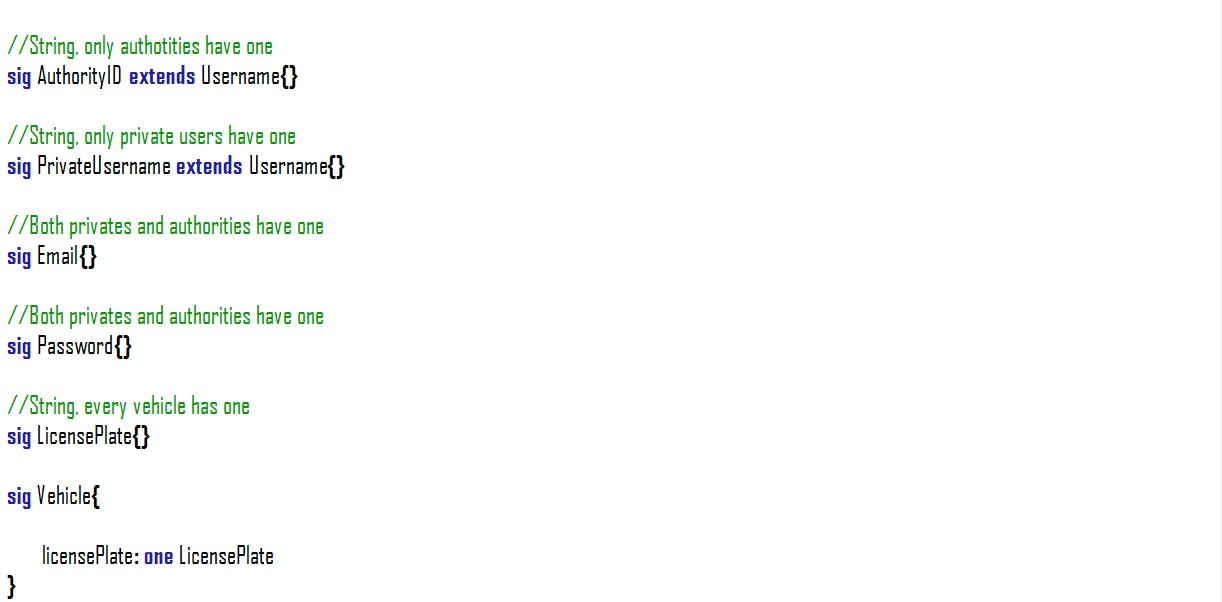 //String, only authotities have one
sig AuthorityID extends Username{}
//String, only private users have one
sig PrivateUsername extends Username{}
//Both privates and authorities have one
sig Email{}
//Both privates and authorities have one
sig Password{}
//String, every vehicle has one
sig LicensePlate{}
sig Vehicle{
licensePlate: one LicensePlate
}